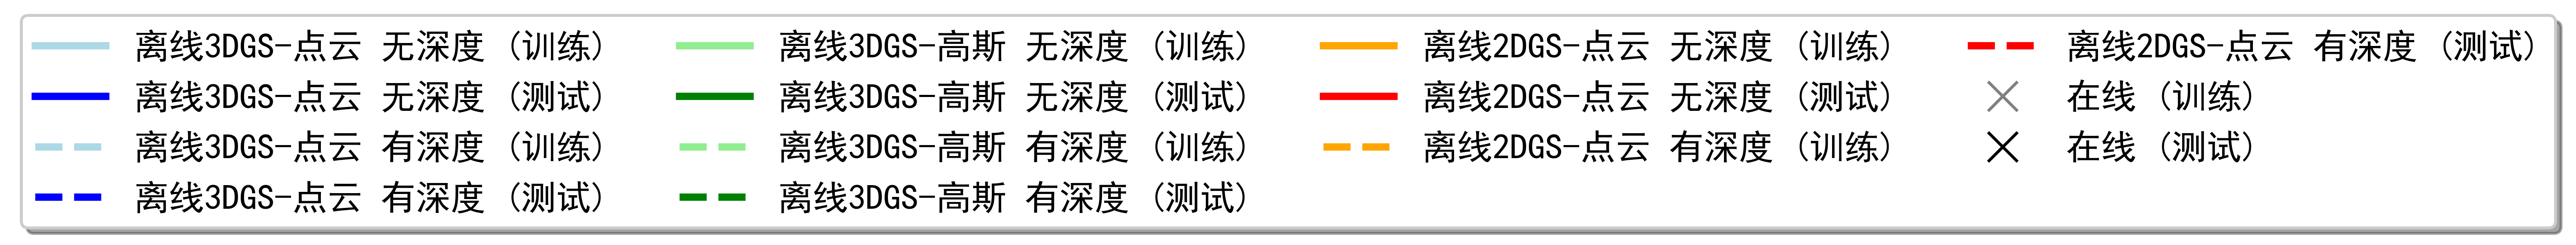 离线3DGS-点云 无深度 (训练)
离线3DGS-点云 无深度 (测试)
离线3DGS-点云 有深度 (训练)
离线3DGS-点云 有深度 (测试)
离线3DGS-高斯 无深度 (训练)
离线3DGS-高斯 无深度 (测试)
离线3DGS-高斯 有深度 (训练)
离线3DGS-高斯 有深度 (测试)
离线2DGS-点云 无深度 (训练)
离线2DGS-点云 无深度 (测试)
离线2DGS-点云 有深度 (训练)
离线2DGS-点云 有深度 (测试)
在线 (训练)
在线 (测试)